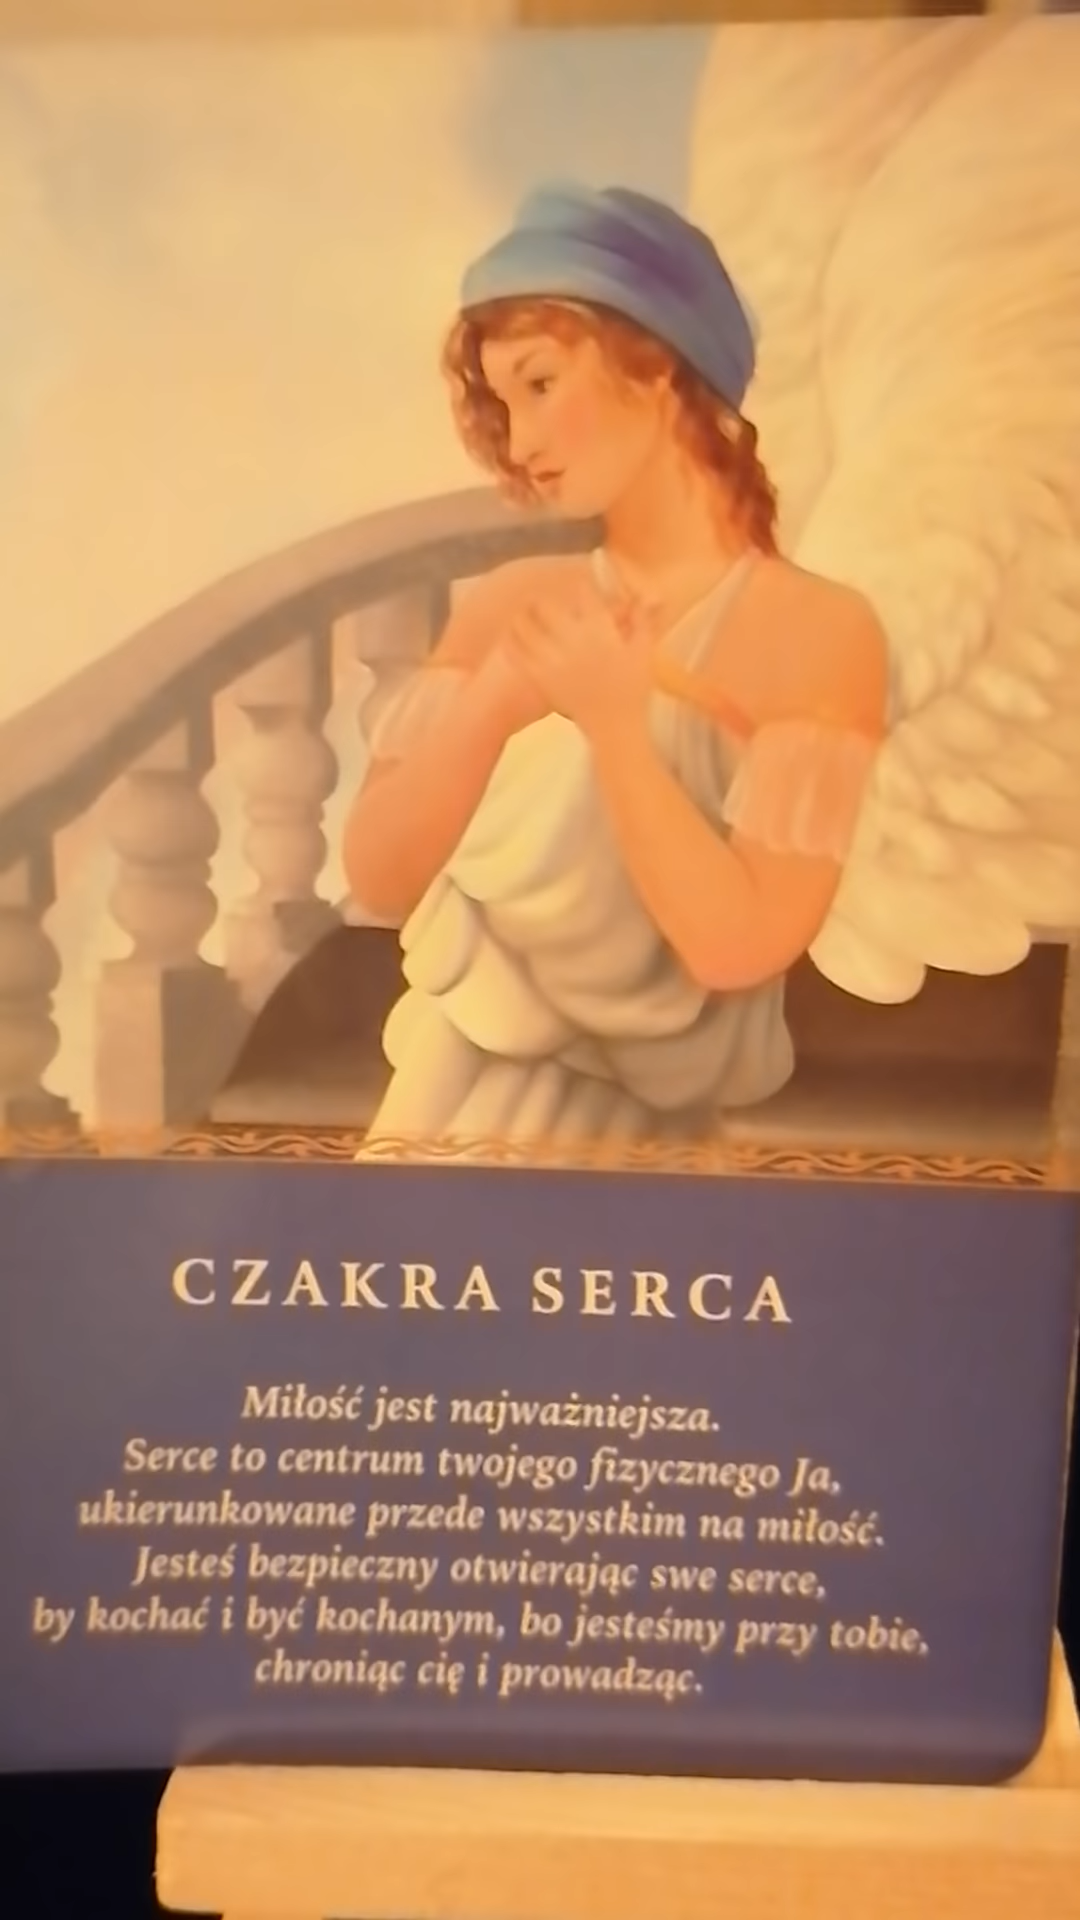 CZAKRA SERCA
Miłość jest najważniejsza.
Serce to centrum twojego fizycznego Ja,
ukierunkowane przede wszystkim na miłość.
Jesteś bezpieczny otwierając swe serce,
by kochać i być kochanym, bo jesteśmy przy tobie,
chroniąc cię i prowadząc.